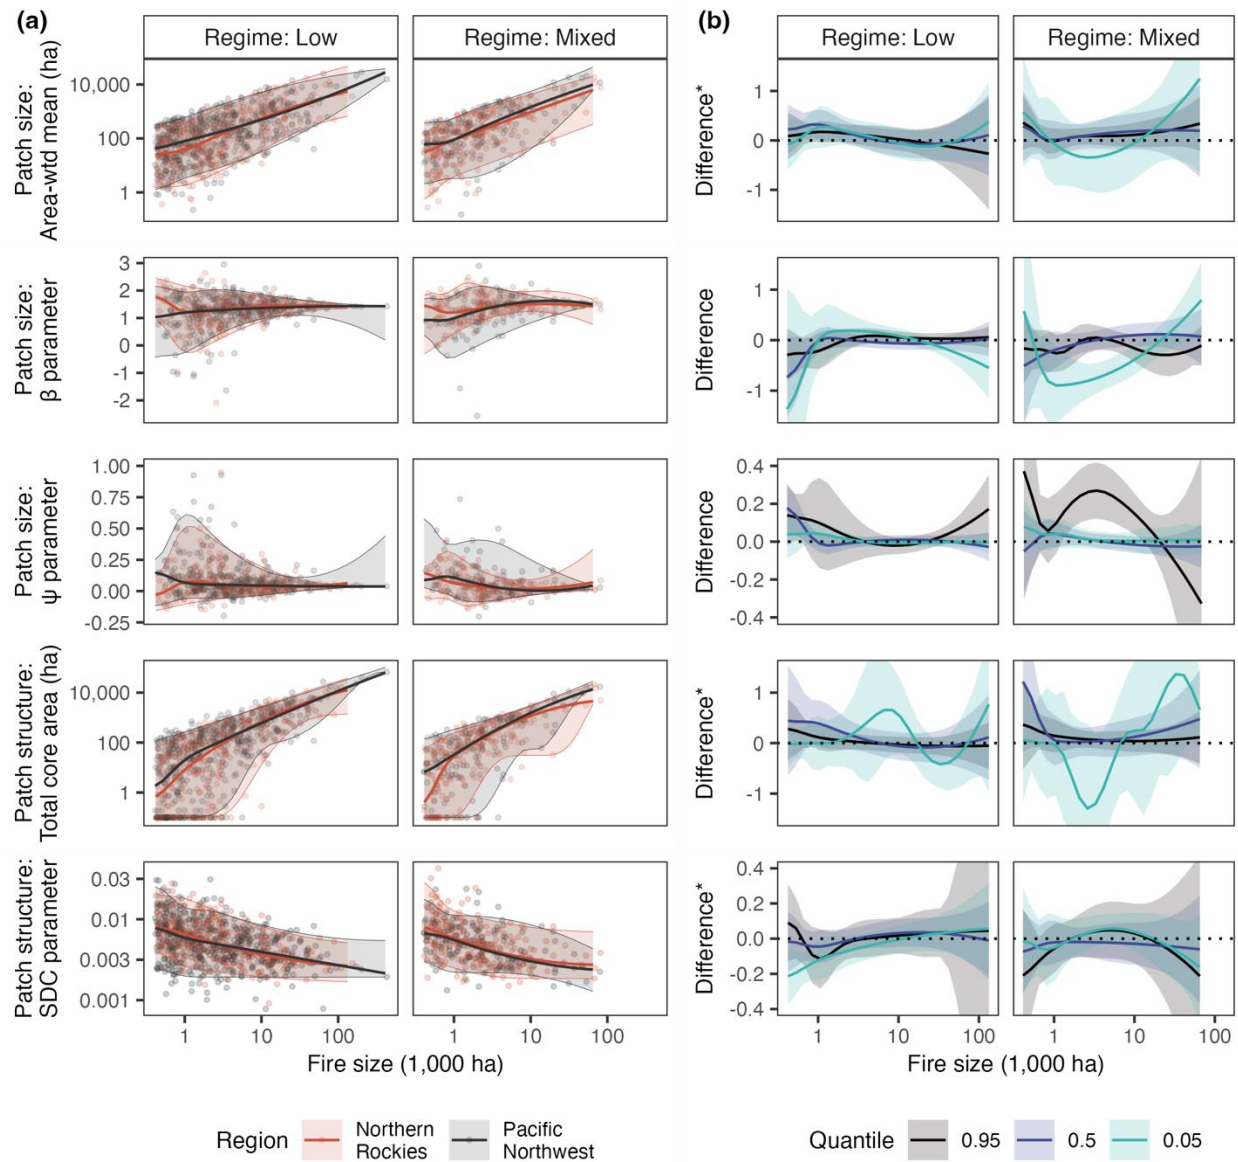 (a)
(b)
Regime: Low
Regime: Mixed
Regime: Low
Regime: Mixed
Patch size:
Area-wtd mean (ha)
10,000
100
1
Difference*
1
0
-1
Patch size:
β parameter
3
2
1
0
-1
-2
Difference
1
0
-1
Patch size:
ψ parameter
1.00
0.75
0.50
0.25
0.00
-0.25
Difference
0.4
0.2
0.0
-0.2
-0.4
Patch structure:
Total core area (ha)
10,000
100
1
Difference*
1
0
-1
Patch structure:
SDC parameter
0.03
0.01
0.003
0.001
Difference*
0.4
0.2
0.0
-0.2
-0.4
1 10 100
1 10 100
1 10 100
1 10 100
Fire size (1,000 ha)
Fire size (1,000 ha)
Region
Northern
Rockies
Pacific
Northwest
Quantile
0.95
0.5
0.05